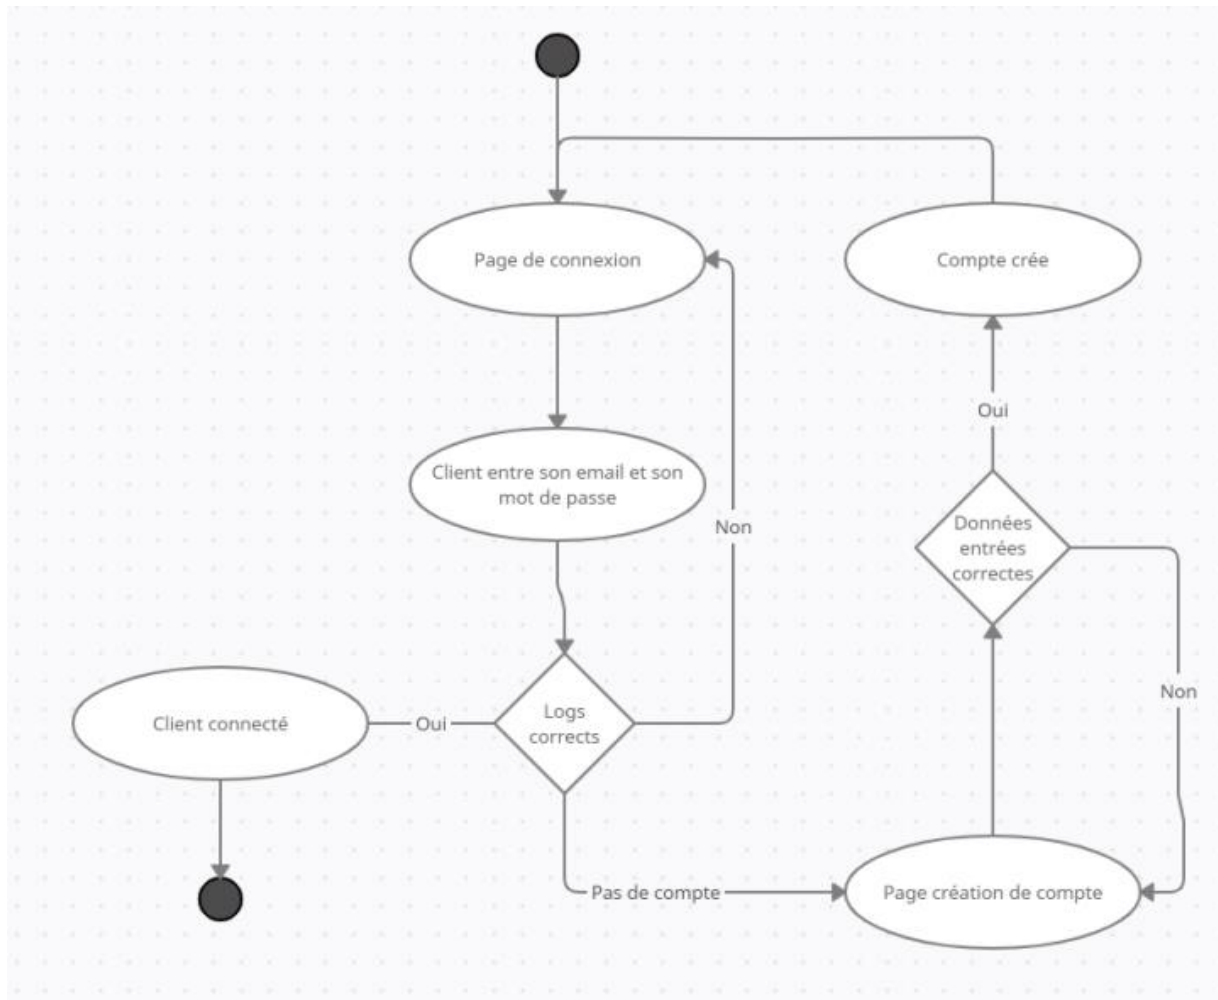 Page de connexion
Compte crée
Oui
Client entre son email et son
mot de passe
Non
Données
entrées
correctes
Non
Client connecté
Oui
Logs
corrects
Pas de compte
Page création de compte